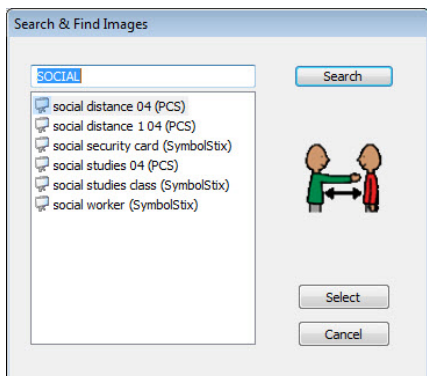 Search & Find Images
SOCIAL
Search
social distance 04 (PCS)
social distance 1 04 (PCS)
social security card (SymbolStix)
social studies 04 (PCS)
social studies class (SymbolStix)
social worker (SymbolStix)
Select
Cancel